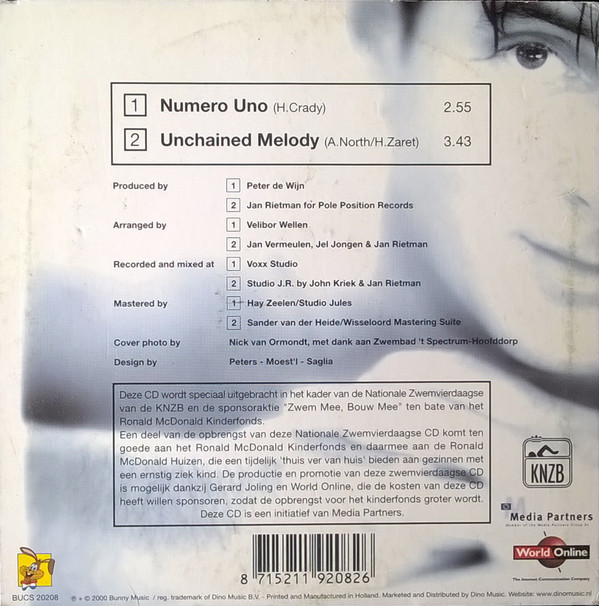 1 Numero Uno (H.Crady) 2.55
2 Unchained Melody (A.North/H.Zaret) 3.43
Produced by 1 Peter de Wijn
2 Jan Rietman for Pole Position Records
Arranged by 1 Velibor Wellen
2 Jan Vermeulen, Jel Jongen & Jan Rietman
Recorded and mixed at 1 Voxx Studio
2 Studio J.R. by John Kriek & Jan Rietman
Mastered by 1 Hay Zeelen/Studio Jules
2 Sander van der Heide/Wisseloord Mastering Suite
Cover photo by Nick van Ormondt, met dank aan Zwembad 't Spectrum-Hoofddorp
Design by Peters - Moest'l - Saglia
Deze CD wordt speciaal uitgebracht in het kader van de Nationale Zwemvierdaagse
van de KNZB en de sponsoraktie "Zwem Mee, Bouw Mee" ten bate van het
Ronald McDonald Kinderfonds.
Een deel van de opbrengst van deze Nationale Zwemvierdaagse CD komt ten
goede aan het Ronald McDonald Kinderfonds en daarmee aan de Ronald
McDonald Huizen, die een tijdelijk 'thuis ver van huis' bieden aan gezinnen met
een ernstig ziek kind. De productie en promotie van deze zwemvierdaagse CD
is mogelijk dankzij Gerard Joling en World Online, die de kosten van deze CD
heeft willen sponsoren, zodat de opbrengst voor het kinderfonds groter wordt.
Deze CD is een initiatief van Media Partners.
KNZB
Media Partners
Member of the Media Partners Group BV
World Online
The Internet Communication Company
8 715211 920826
BUCS 20208
℗ + © 2000 Bunny Music / reg. trademark of Dino Music B.V. - Printed and Manufactured in Holland. Marketed and Distributed by Dino Music. Website: www.dinomusic.nl